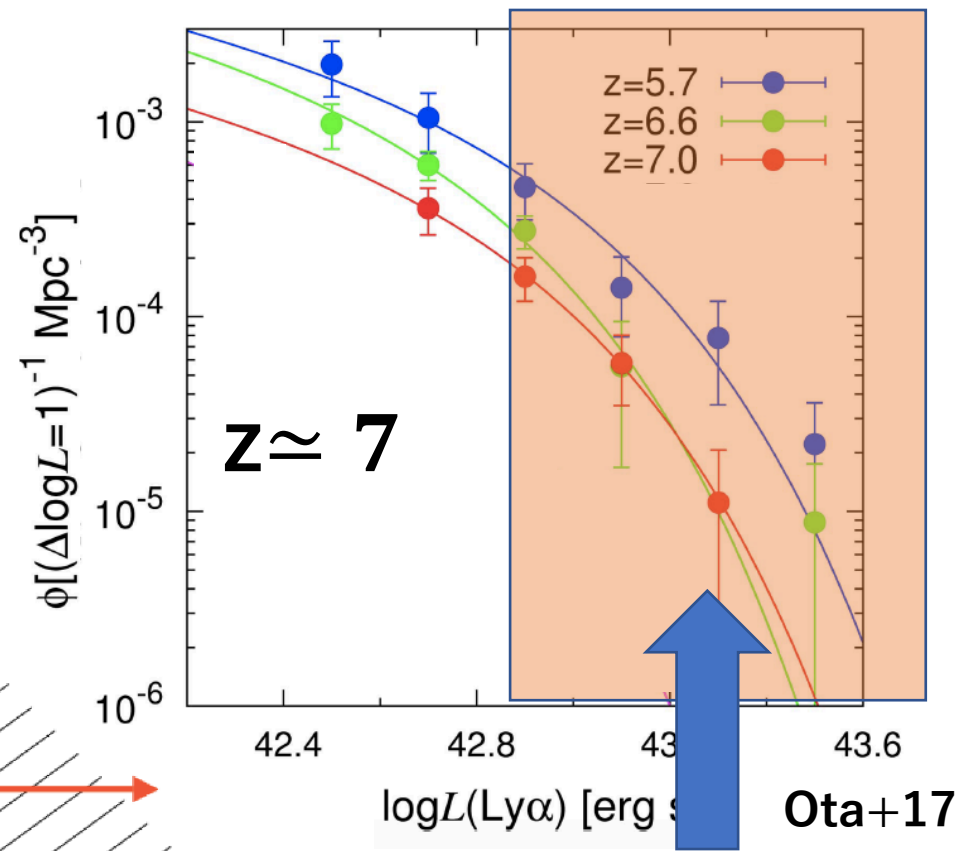 z=5.7
z=6.6
z=7.0
ϕ[(ΔlogL=1)⁻¹ Mpc⁻³]
10⁻³
10⁻⁴
10⁻⁵
10⁻⁶
z≃ 7
42.4 42.8 43.6
logL(Lyα) [erg
Ota+17